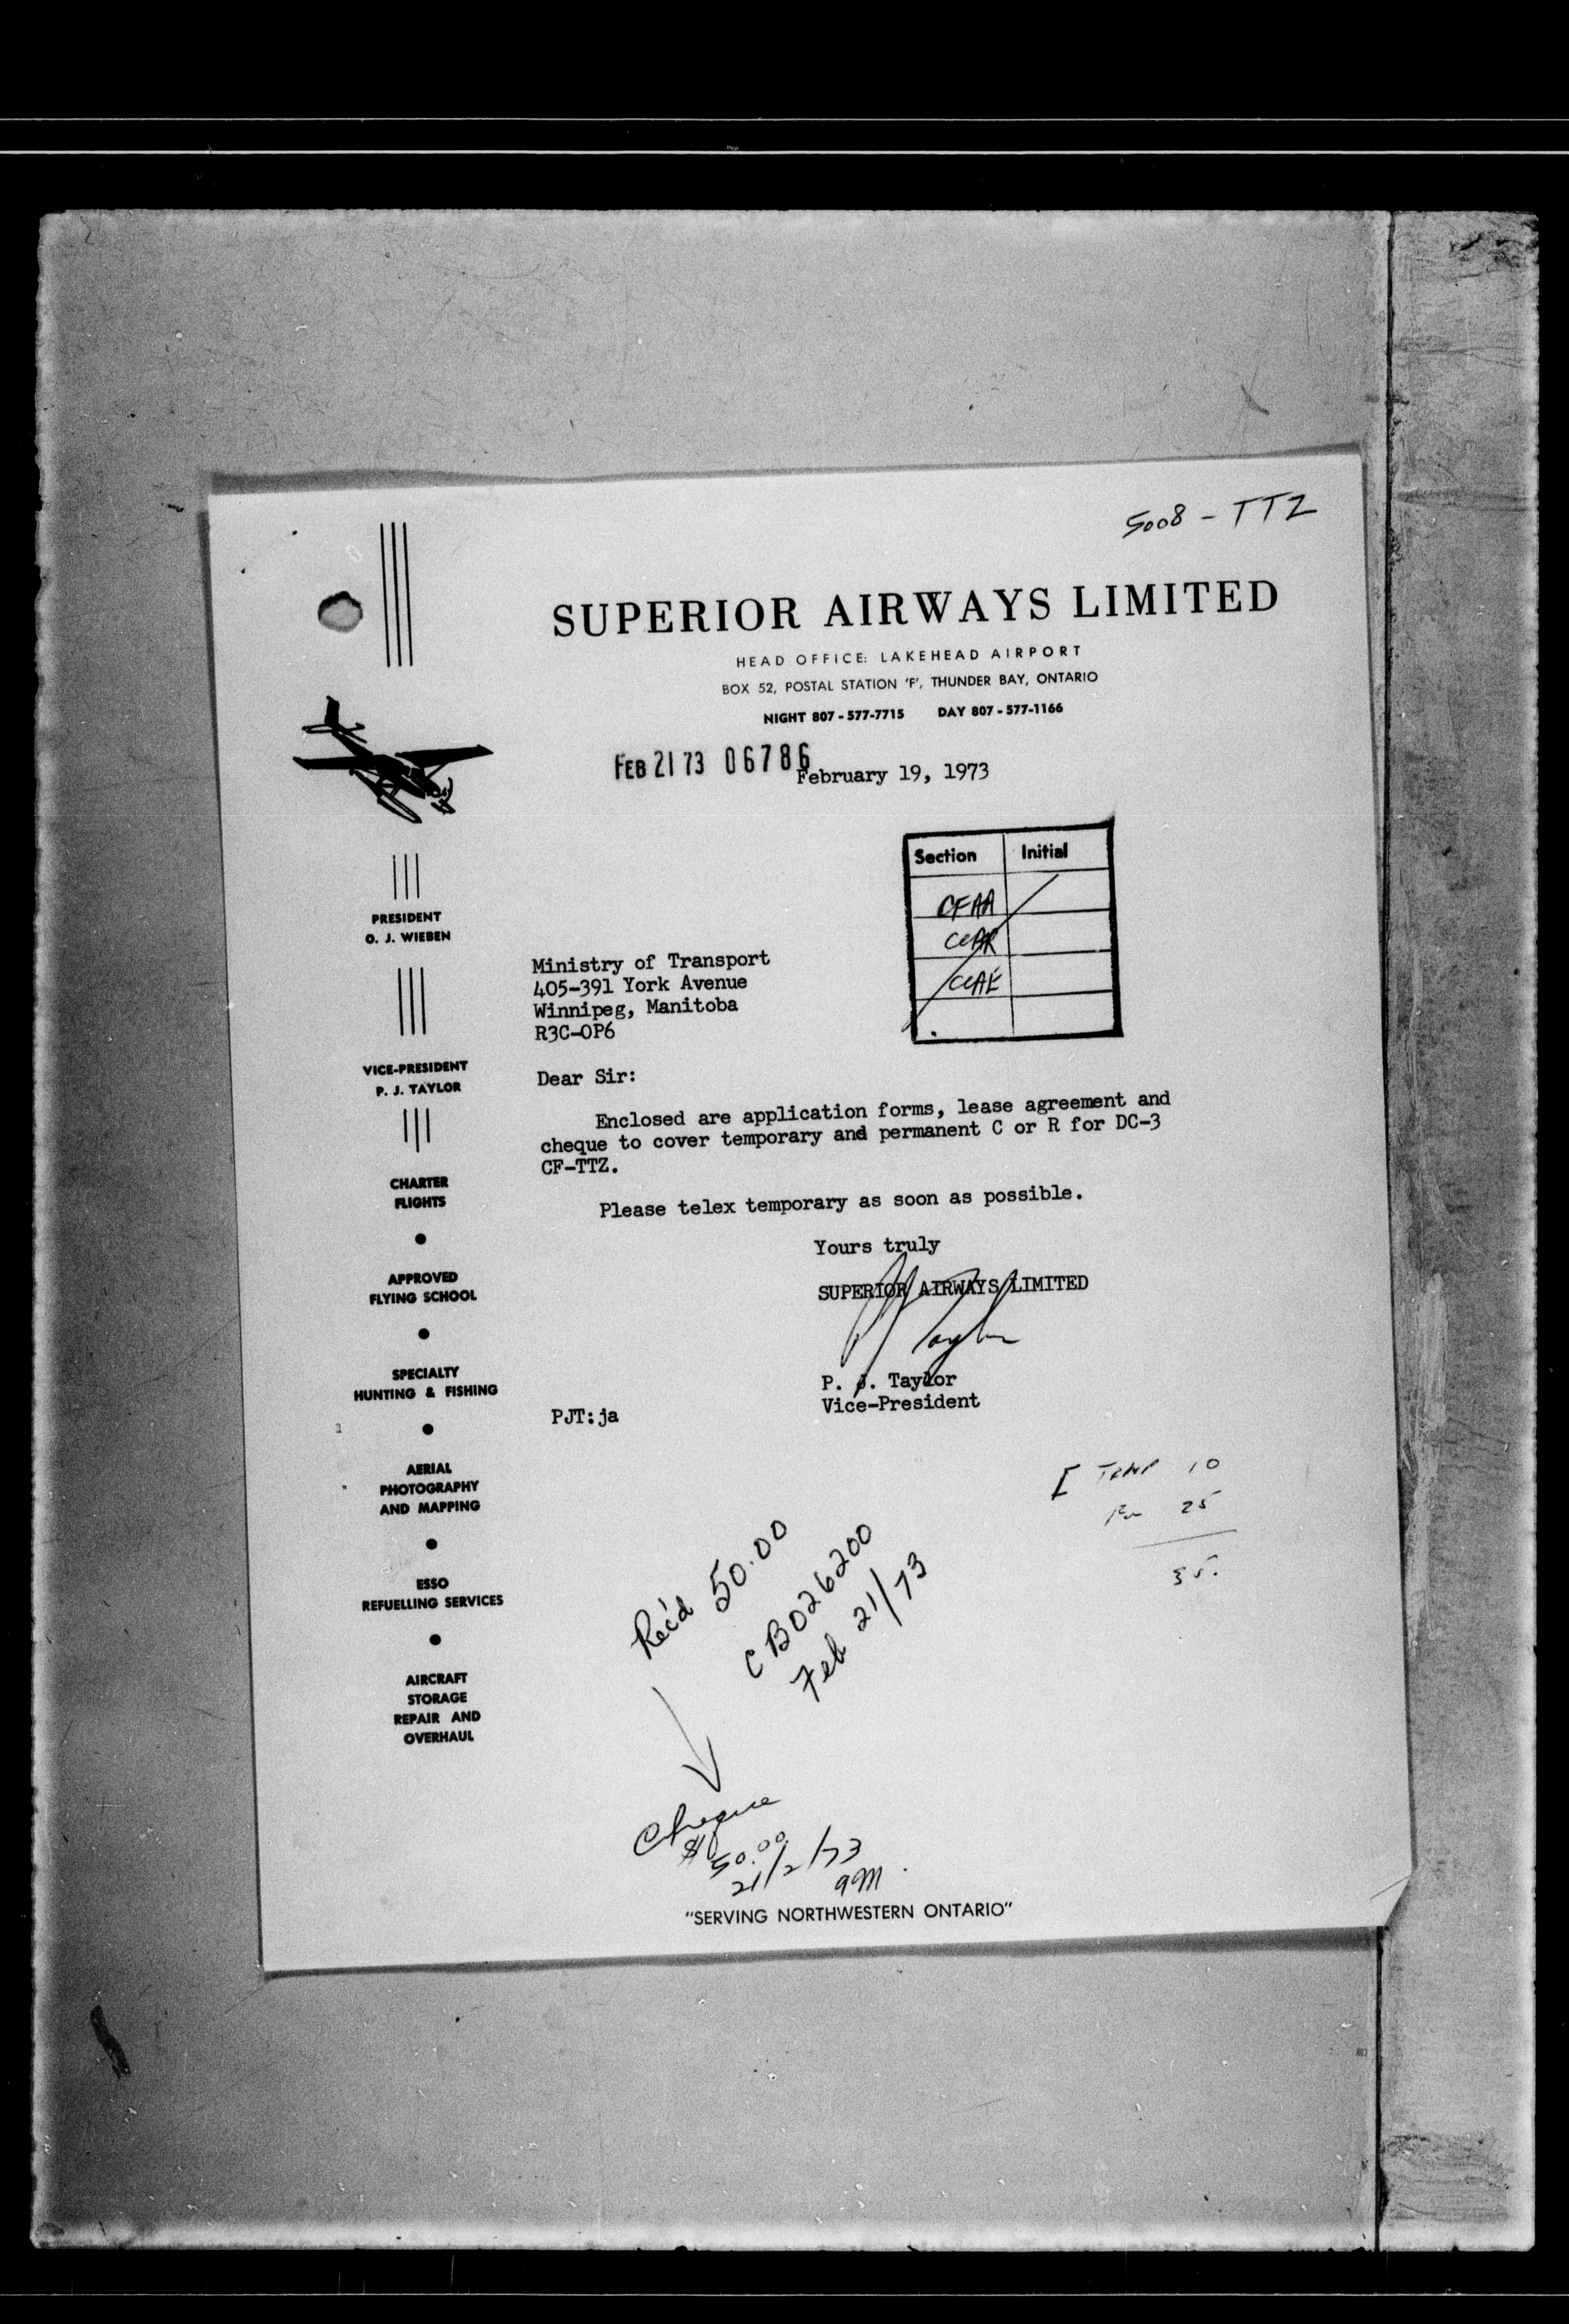 5008 - TTZ
SUPERIOR AIRWAYS LIMITED
HEAD OFFICE: LAKEHEAD AIRPORT
BOX 52, POSTAL STATION 'F', THUNDER BAY, ONTARIO
NIGHT 807 - 577-7715 DAY 807 - 577-1166
FEB 21 73 06786
February 19, 1973
Section Initial
CFAA
CCAR
CCAE
PRESIDENT
O. J. WIEBEN
VICE-PRESIDENT
P. J. TAYLOR
CHARTER
FLIGHTS
APPROVED
FLYING SCHOOL
SPECIALTY
HUNTING & FISHING
AERIAL
PHOTOGRAPHY
AND MAPPING
ESSO
REFUELLING SERVICES
AIRCRAFT
STORAGE
REPAIR AND
OVERHAUL
Ministry of Transport
405-391 York Avenue
Winnipeg, Manitoba
R3C-0P6
Dear Sir:
Enclosed are application forms, lease agreement and
cheque to cover temporary and permanent C or R for DC-3
CF-TTZ.
Please telex temporary as soon as possible.
Yours truly
SUPERIOR AIRWAYS LIMITED
P. J. Taylor
Vice-President
PJT:ja
TEMP 10
25
35.
Rec'd 50.00
CB026200
Feb 21/73
Cheque
$50.00
21/2/73
"SERVING NORTHWESTERN ONTARIO"